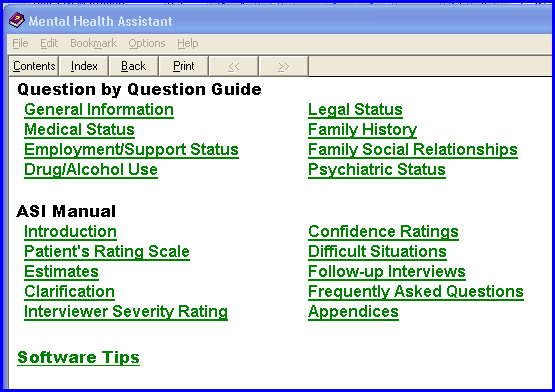 Mental Health Assistant
File Edit Bookmark Options Help
Contents Index Back Print << >>
Question by Question Guide
General Information Legal Status
Medical Status Family History
Employment/Support Status Family Social Relationships
Drug/Alcohol Use Psychiatric Status
ASI Manual
Introduction Confidence Ratings
Patient's Rating Scale Difficult Situations
Estimates Follow-up Interviews
Clarification Frequently Asked Questions
Interviewer Severity Rating Appendices
Software Tips